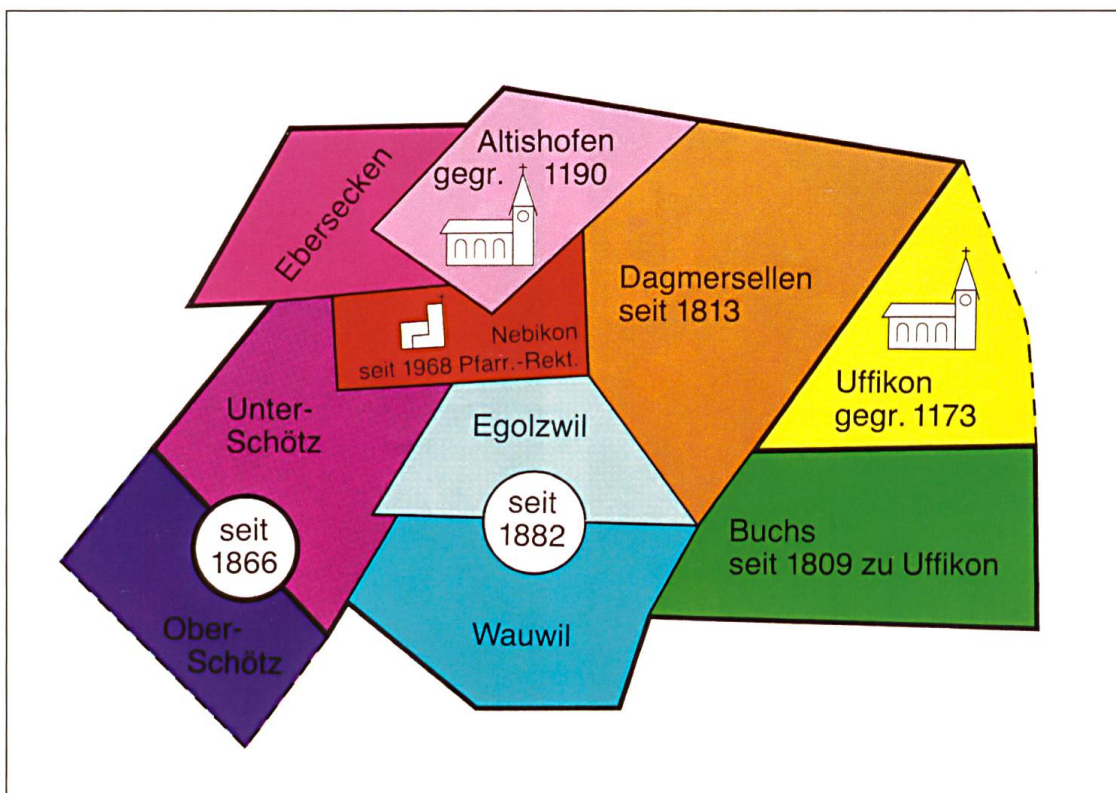 Altishofen
gegr. 1190
Ebersecken
Dagmersellen
seit 1813
Nebikon
seit 1968 Pfarr.-Rekt.
Uffikon
gegr. 1173
Unter-
Schötz
Egolzwil
seit
1866
seit
1882
Buchs
seit 1809 zu Uffikon
Ober-
Schötz
Wauwil